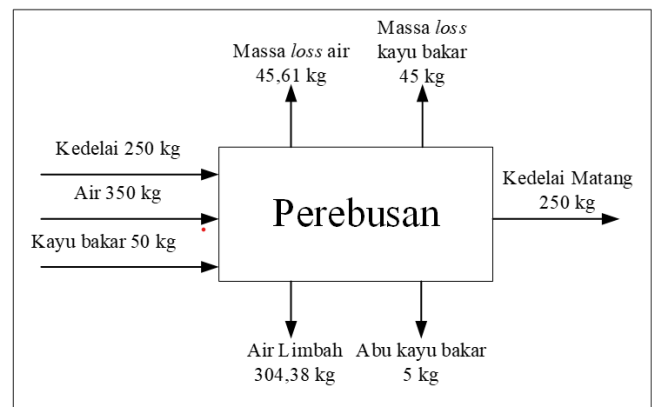 Massa loss air
45,61 kg
Massa loss
kayu bakar
45 kg
Kedelai 250 kg
Air 350 kg
Kayu bakar 50 kg
Perebusan
Kedelai Matang
250 kg
Air Limbah
304,38 kg
Abu kayu bakar
5 kg